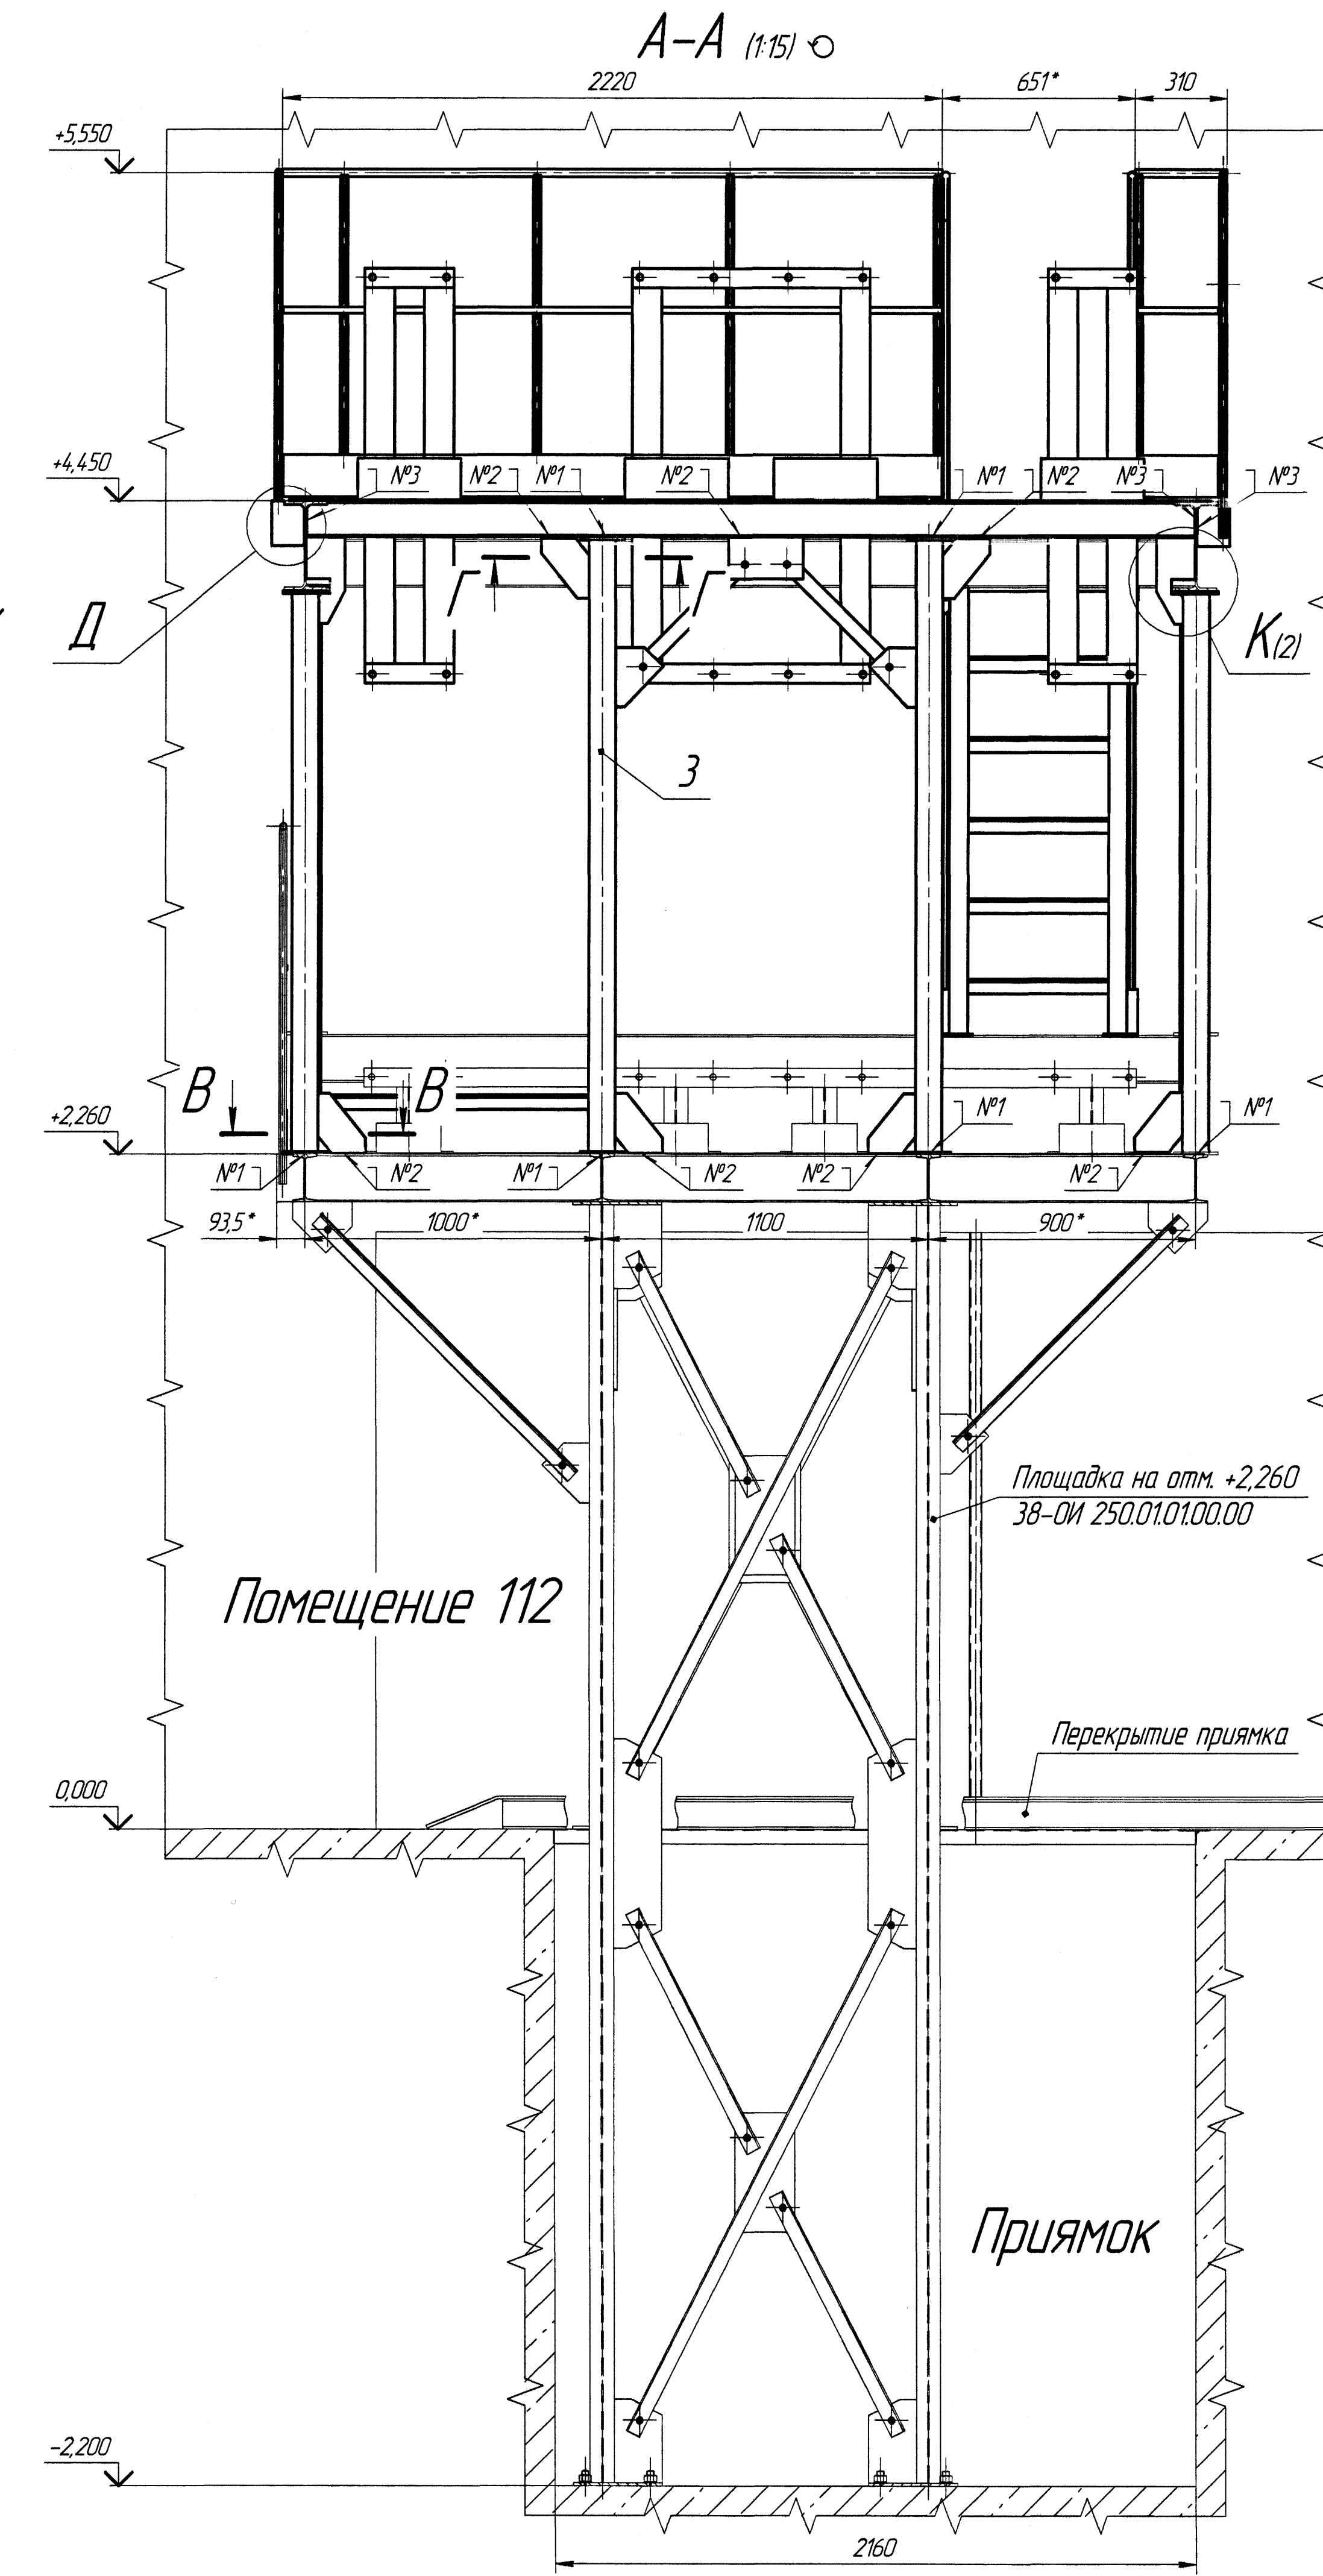 А-А (1:15)
2220
651*
310
+5,550
+4,450
№3
№2
№1
№2
№1
№2
№3
№3
Г
Г
Д
К(2)
3
В
В
+2,260
№1
№1
№1
№2
№1
№2
№2
№2
93,5*
1000*
1100
900*
Площадка на отм. +2,260
38-ОИ 250.01.01.00.00
Помещение 112
Перекрытие приямка
0,000
Приямок
-2,200
2160